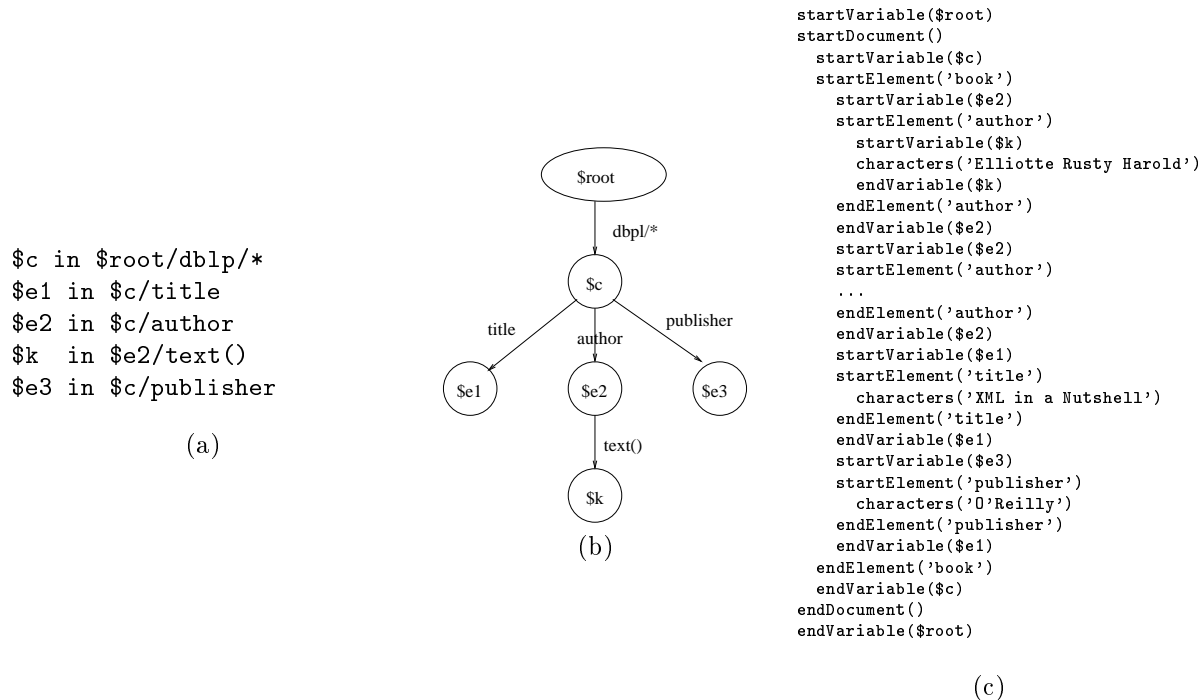 $c in $root/dblp/*
$e1 in $c/title
$e2 in $c/author
$k  in $e2/text()
$e3 in $c/publisher
(a)
$root
dbpl/*
$c
title
author
publisher
$e1
$e2
$e3
text()
$k
(b)
startVariable($root)
startDocument()
  startVariable($c)
  startElement('book')
    startVariable($e2)
    startElement('author')
      startVariable($k)
      characters('Elliotte Rusty Harold')
      endVariable($k)
    endElement('author')
    endVariable($e2)
    startVariable($e2)
    startElement('author')
    ...
    endElement('author')
    endVariable($e2)
    startVariable($e1)
    startElement('title')
      characters('XML in a Nutshell')
    endElement('title')
    endVariable($e1)
    startVariable($e3)
    startElement('publisher')
      characters('O'Reilly')
    endElement('publisher')
    endVariable($e1)
  endElement('book')
  endVariable($c)
endDocument()
endVariable($root)
(c)